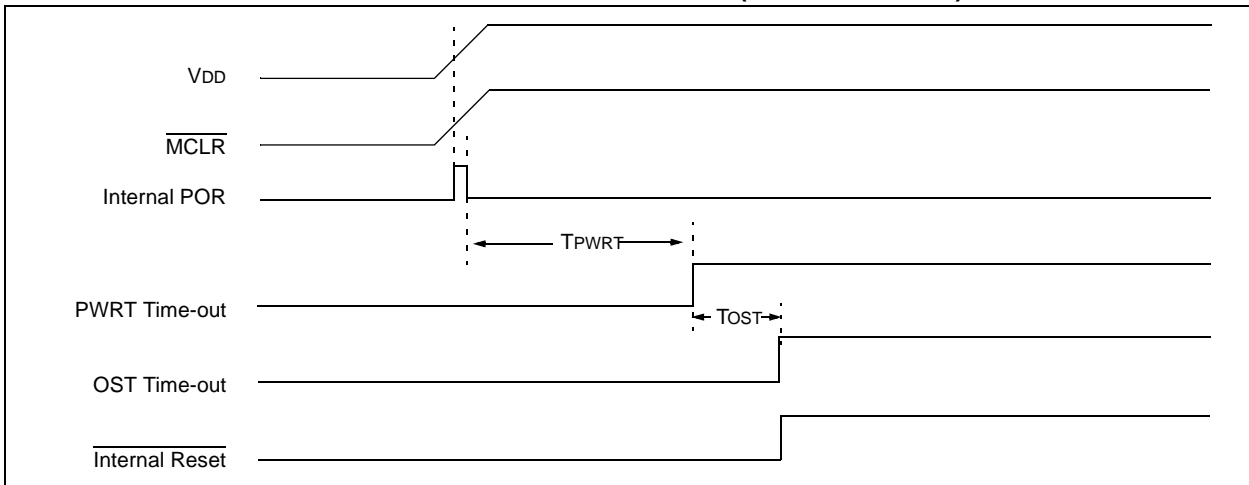 VDD
MCLR
Internal POR
TPWRT
PWRT Time-out
TOST
OST Time-out
Internal Reset